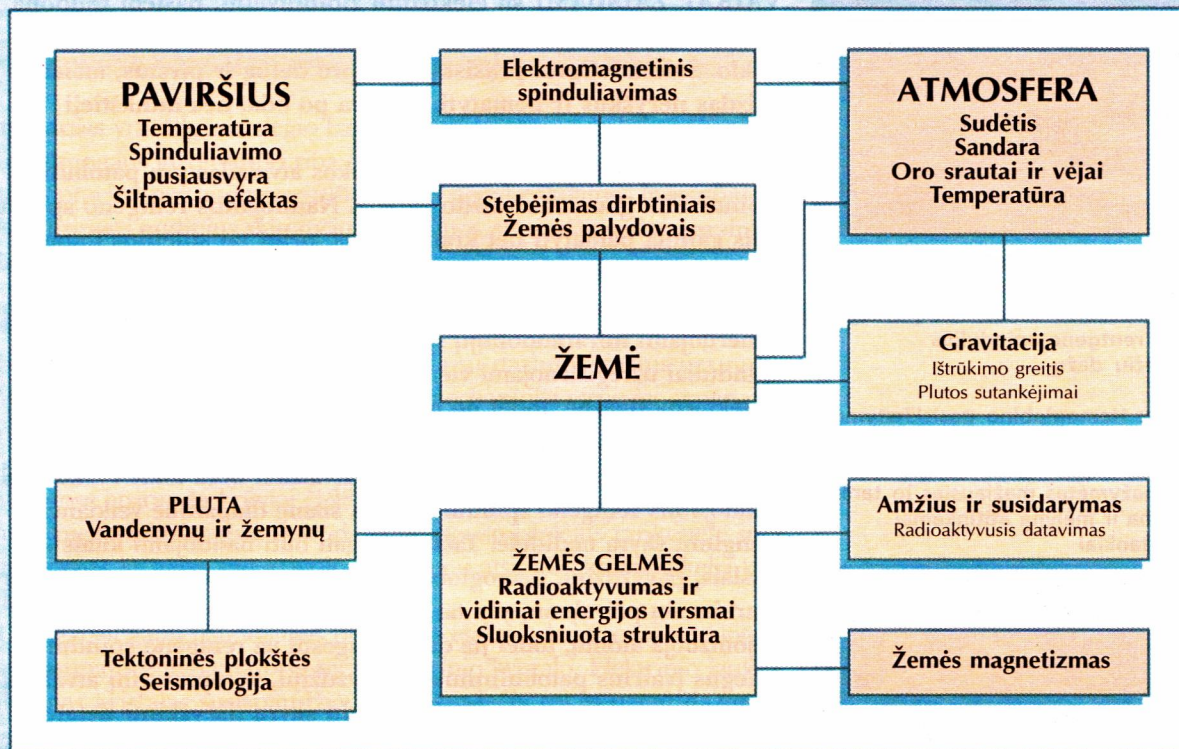 PAVIRŠIUS
Temperatūra
Spinduliavimo
pusiausvyra
Šiltnamio efektas
Elektromagnetinis
spinduliavimas
ATMOSFERA
Sudėtis
Sandara
Oro srautai ir vėjai
Temperatūra
Stebėjimas dirbtiniais
Žemės palydovais
ŽEMĖ
Gravitacija
Ištrūkimo greitis
Plutos sutankėjimai
PLUTA
Vandenynų ir žemynų
ŽEMĖS GELMĖS
Radioaktyvumas ir
vidiniai energijos virsmai
Sluoksniuota struktūra
Amžius ir susidarymas
Radioaktyvusis datavimas
Tektoninės plokštės
Seismologija
Žemės magnetizmas